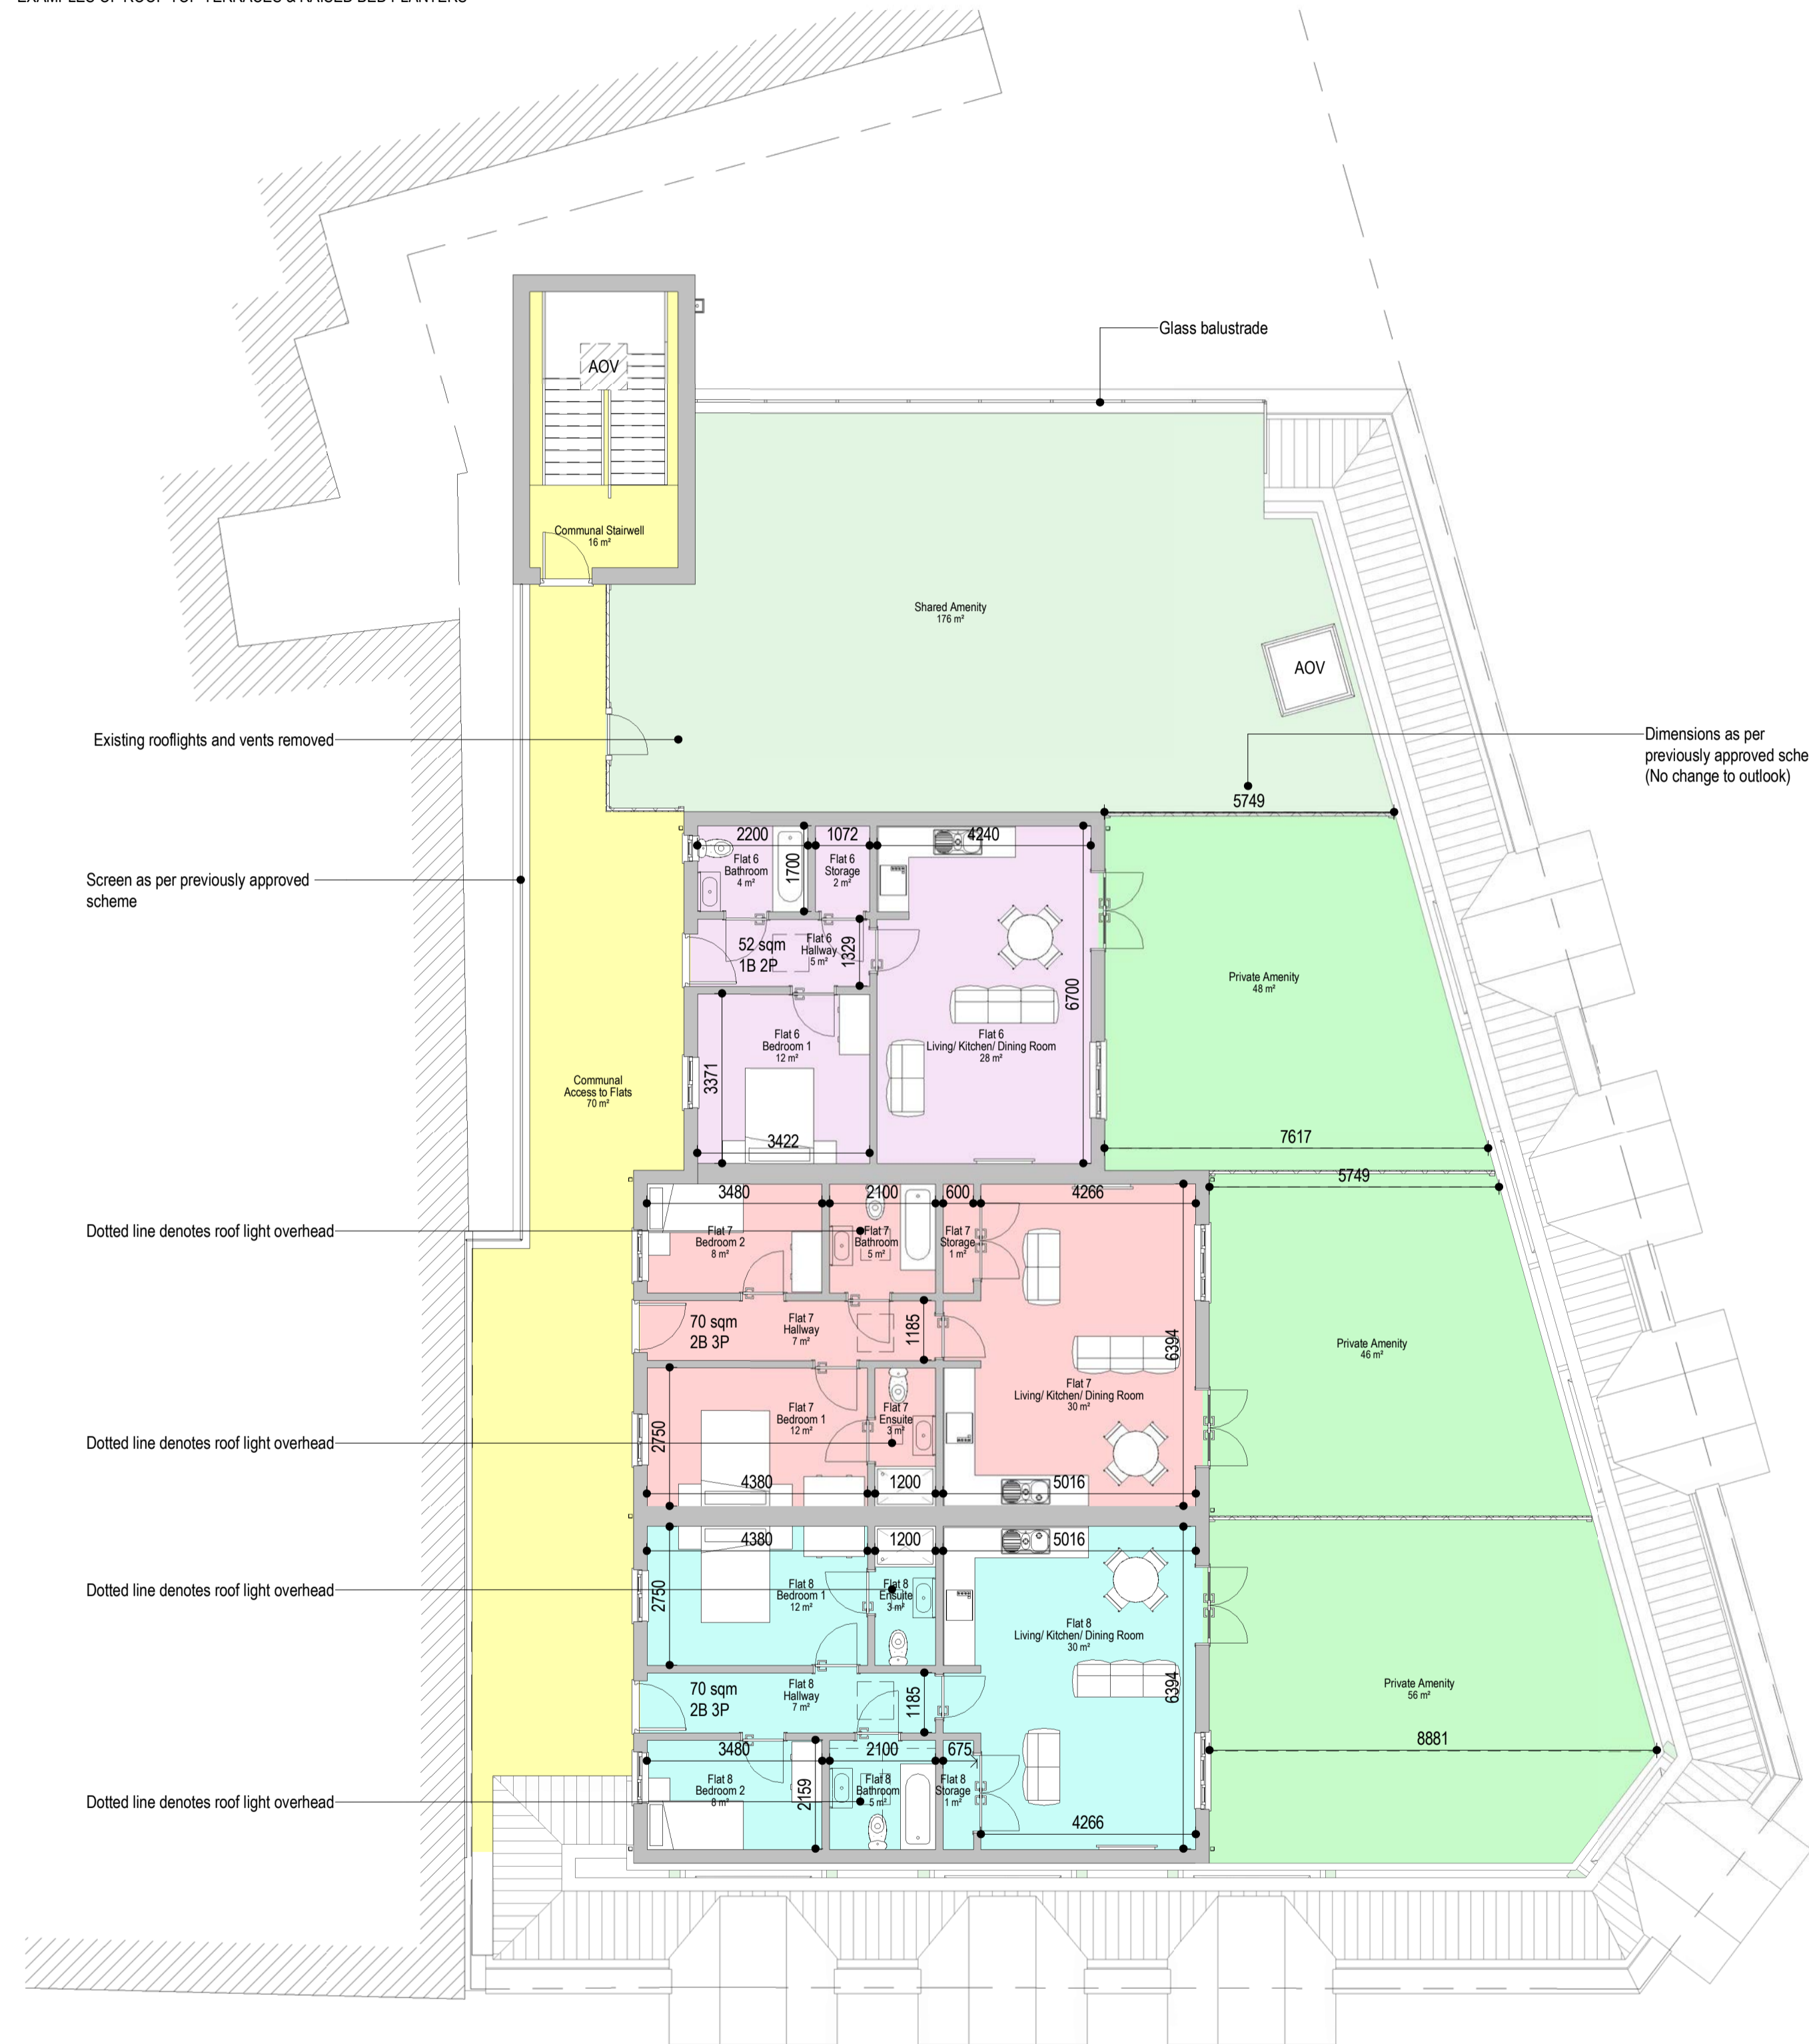 EXAMPLES OF ROOF TOP TERRACES & RAISED BED PLANTERS
Glass balustrade
AOV
Communal Stairwell
16 m²
Shared Amenity
176 m²
AOV
Existing rooflights and vents removed
Dimensions as per
previously approved sche
(No change to outlook)
5749
2200
1072
4240
Flat 6
Bathroom
4 m²
1700
Flat 6
Storage
2 m²
Screen as per previously approved
scheme
52 sqm
1B 2P
Flat 6
Hallway
5 m²
1329
6700
Private Amenity
48 m²
Flat 6
Bedroom 1
12 m²
Flat 6
Living/ Kitchen/ Dining Room
28 m²
3371
3422
Communal
Access to Flats
70 m²
7617
5749
3480
2100
600
4266
Dotted line denotes roof light overhead
Flat 7
Bedroom 2
8 m²
Flat 7
Bathroom
5 m²
Flat 7
Storage
1 m²
70 sqm
2B 3P
Flat 7
Hallway
7 m²
1185
6394
Private Amenity
46 m²
Flat 7
Living/ Kitchen/ Dining Room
30 m²
Flat 7
Bedroom 1
12 m²
Flat 7
Ensuite
3 m²
2750
Dotted line denotes roof light overhead
4380
1200
5016
4380
1200
5016
2750
Dotted line denotes roof light overhead
Flat 8
Bedroom 1
12 m²
Flat 8
Ensuite
3 m²
Flat 8
Living/ Kitchen/ Dining Room
30 m²
70 sqm
2B 3P
Flat 8
Hallway
7 m²
1185
6394
Private Amenity
56 m²
8881
3480
2100
675
Flat 8
Bedroom 2
8 m²
2159
Flat 8
Bathroom
5 m²
Flat 8
Storage
1 m²
Dotted line denotes roof light overhead
4266